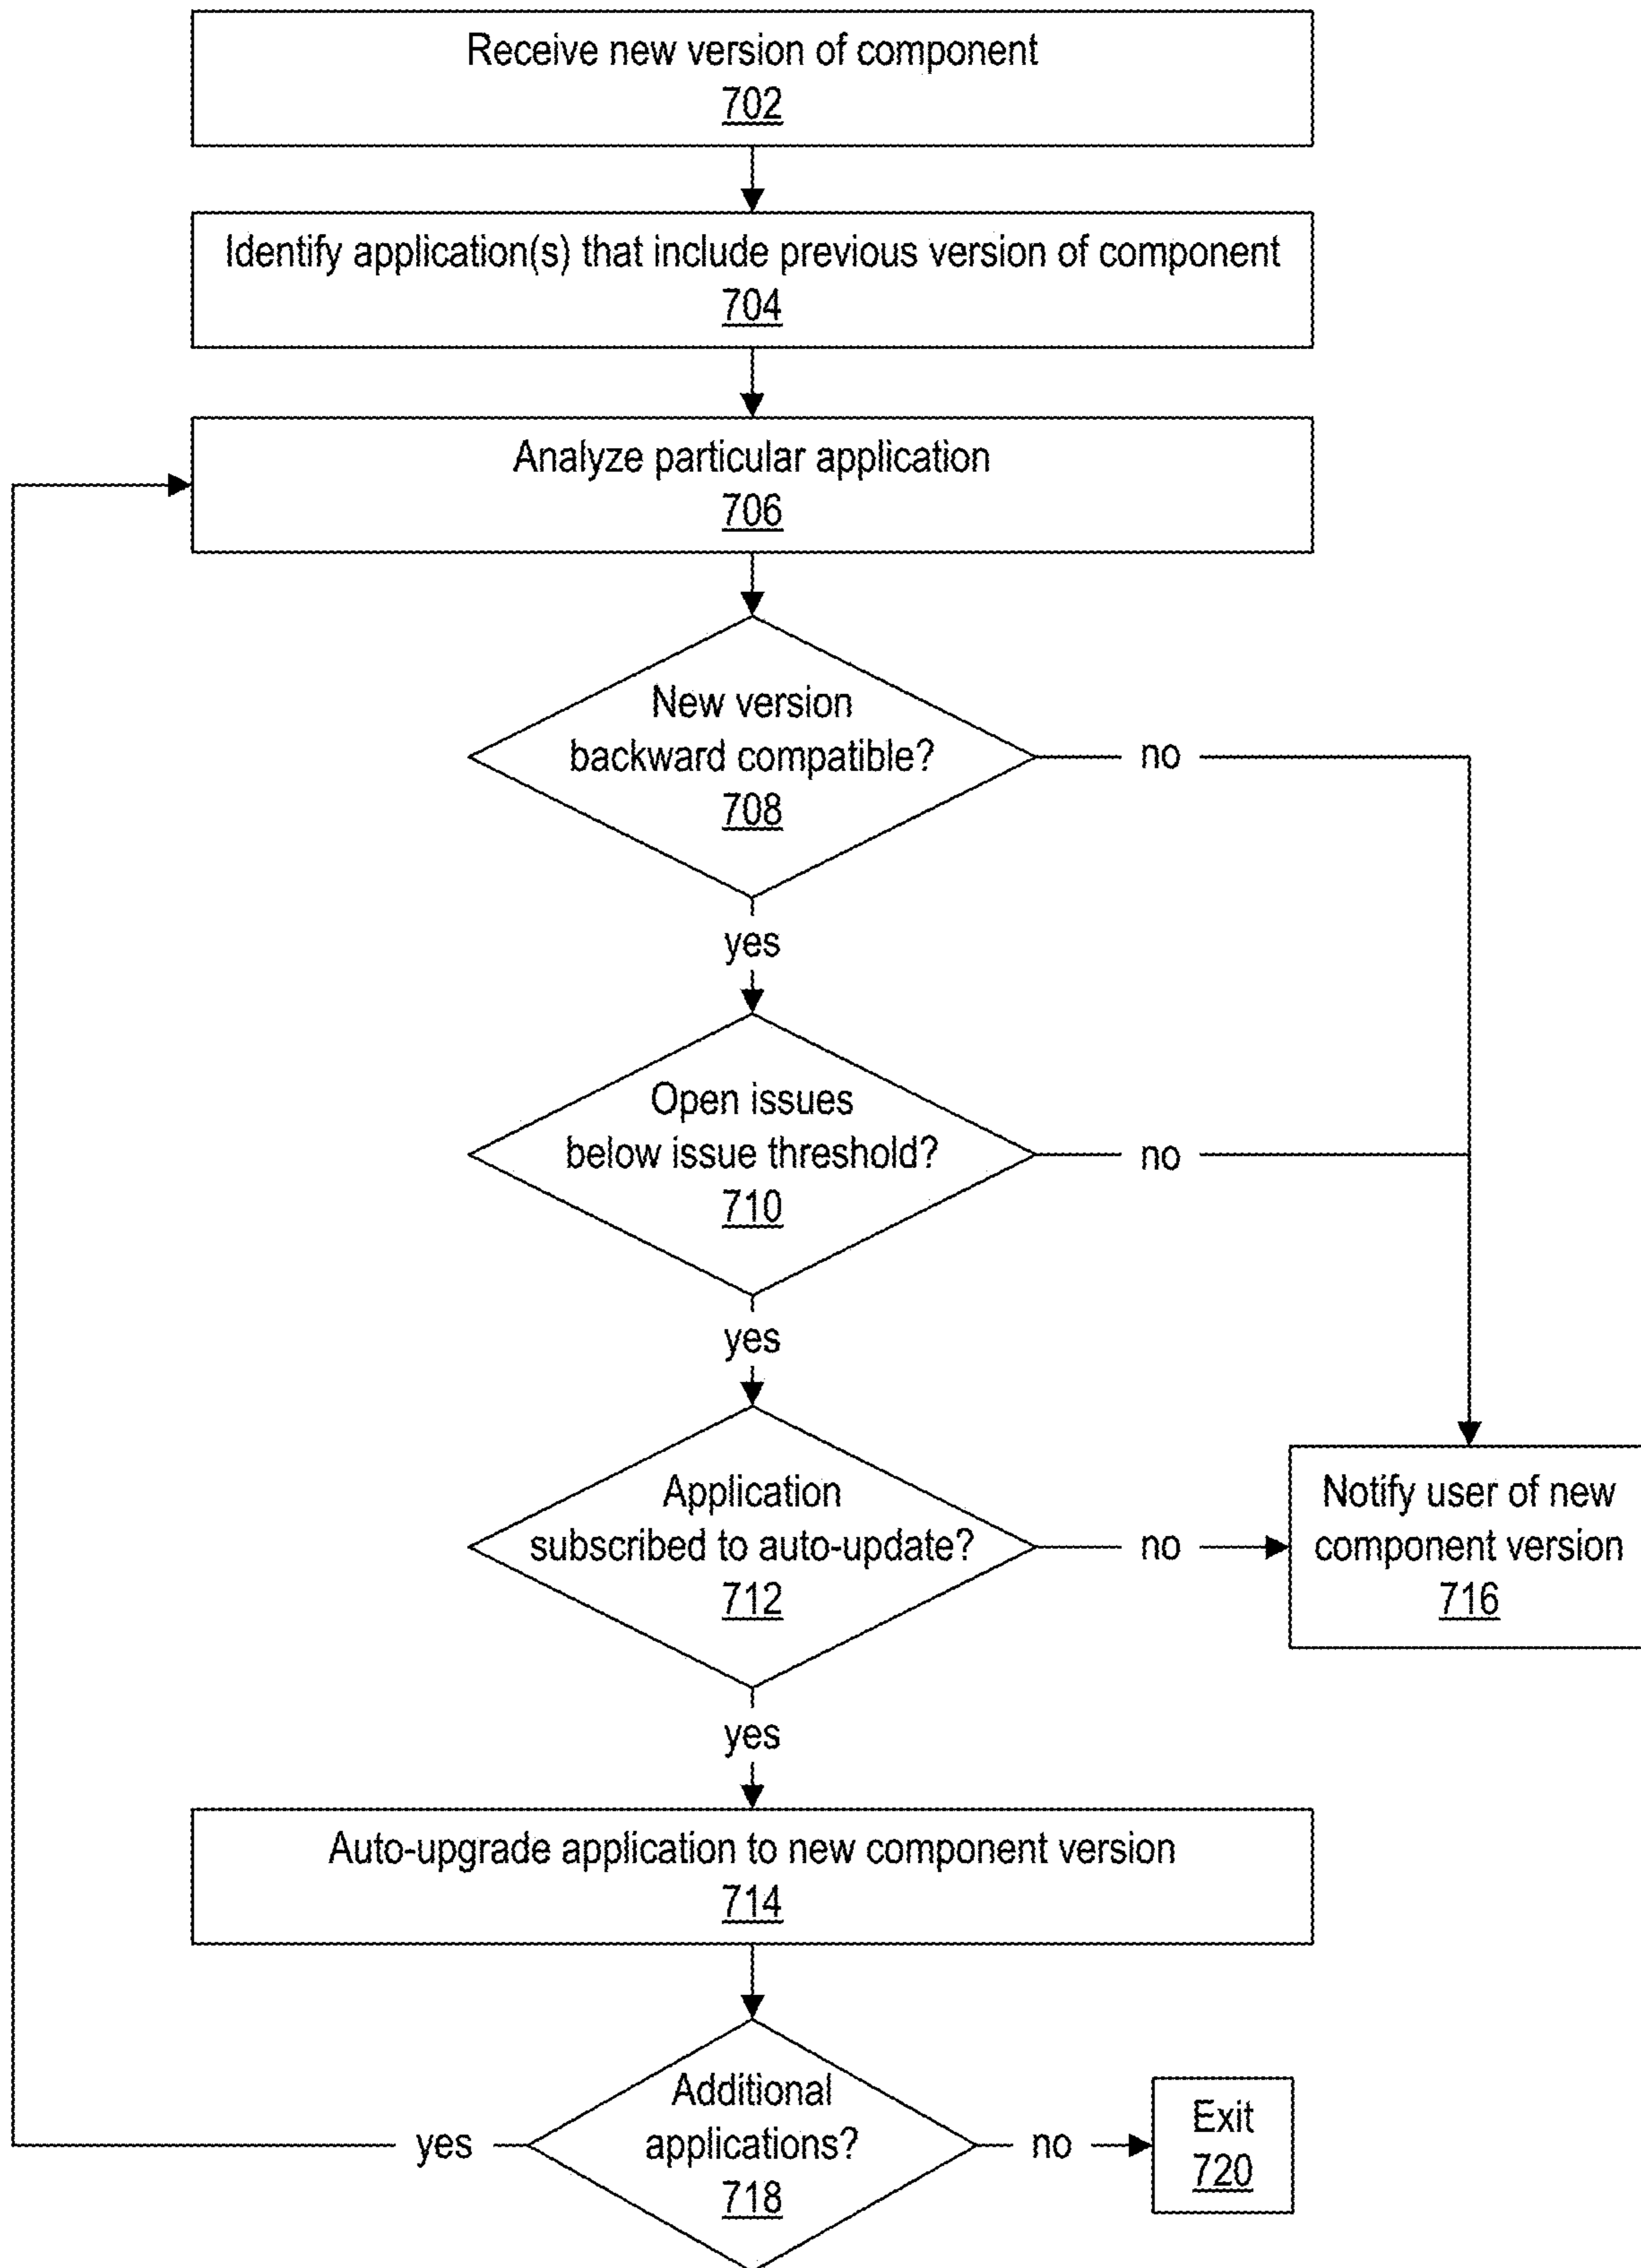 Receive new version of component
702
Identify application(s) that include previous version of component
704
Analyze particular application
706
New version
backward compatible?
708
no
yes
Open issues
below issue threshold?
710
no
yes
Application
subscribed to auto-update?
712
no
Notify user of new
component version
716
yes
Auto-upgrade application to new component version
714
Additional
applications?
718
yes
no
Exit
720